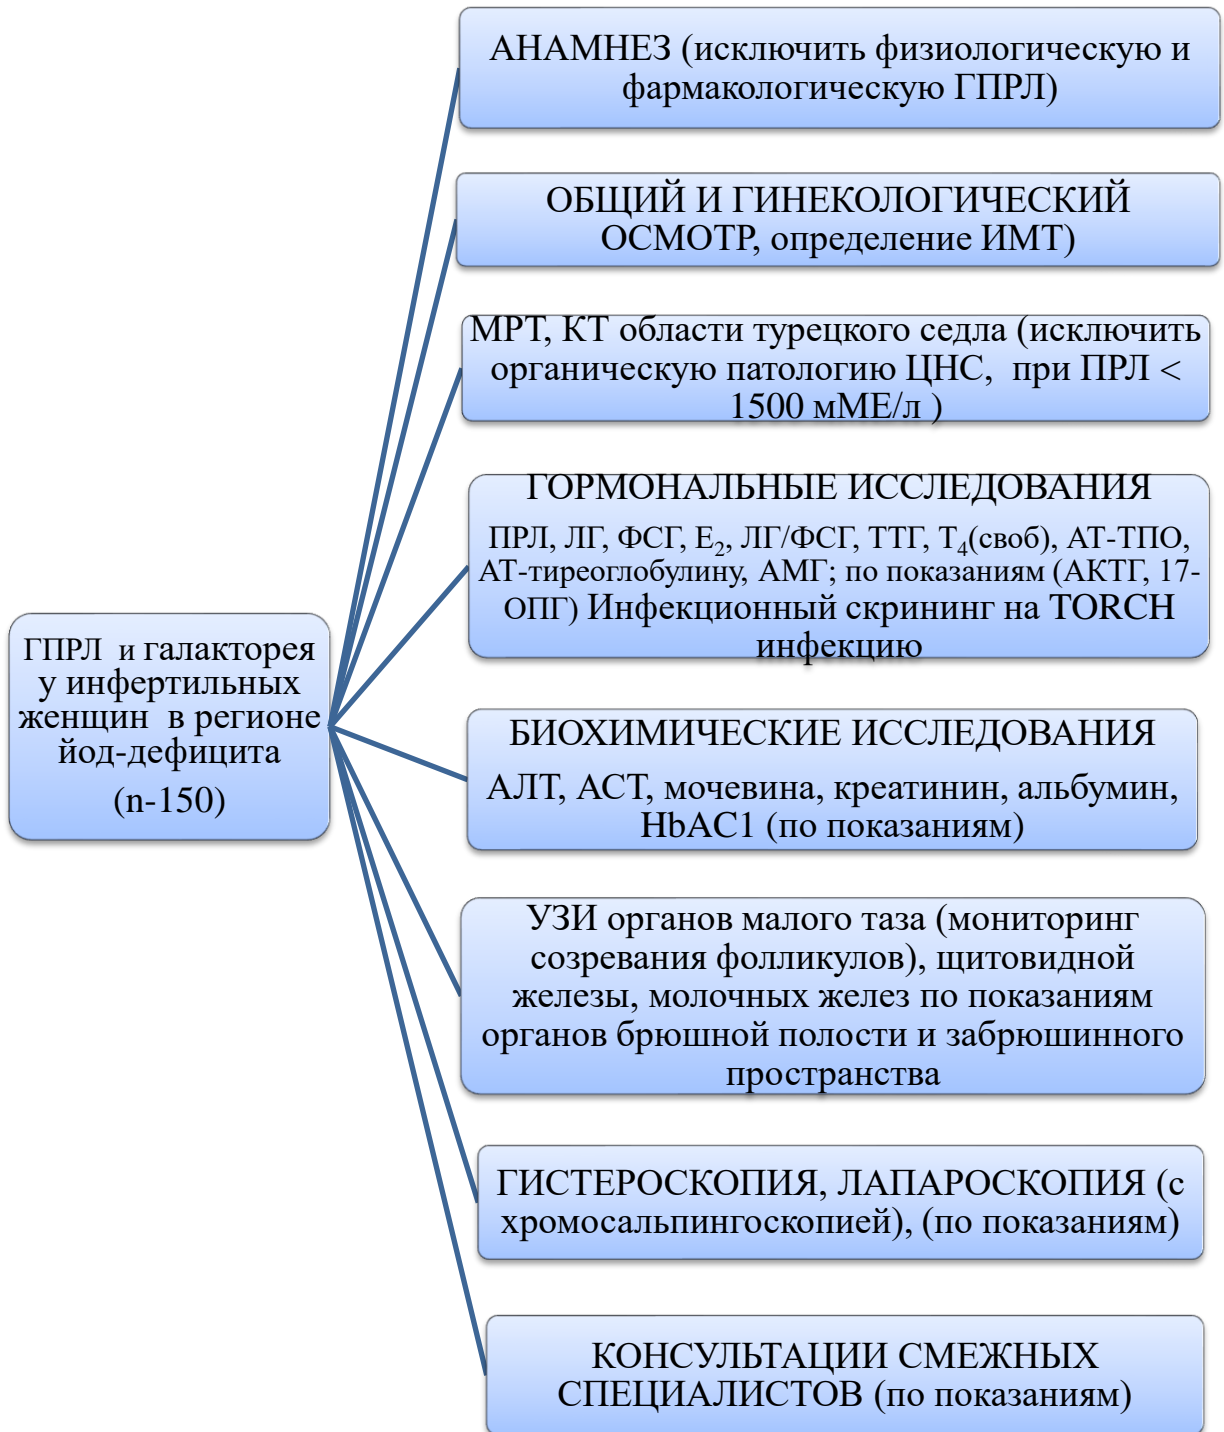 АНАМНЕЗ (исключить физиологическую и
фармакологическую ГПРЛ)
ОБЩИЙ И ГИНЕКОЛОГИЧЕСКИЙ
ОСМОТР, определение ИМТ)
МРТ, КТ области турецкого седла (исключить
органическую патологию ЦНС, при ПРЛ <
1500 мМЕ/л )
ГОРМОНАЛЬНЫЕ ИССЛЕДОВАНИЯ
ПРЛ, ЛГ, ФСГ, Е₂, ЛГ/ФСГ, ТТГ, Т₄(своб), АТ-ТПО,
АТ-тиреоглобулину, АМГ; по показаниям (АКТГ, 17-
ОПГ) Инфекционный скрининг на TORCH
инфекцию
ГПРЛ и галакторея
у инфертильных
женщин в регионе
йод-дефицита
(n-150)
БИОХИМИЧЕСКИЕ ИССЛЕДОВАНИЯ
АЛТ, АСТ, мочевина, креатинин, альбумин,
HbAC1 (по показаниям)
УЗИ органов малого таза (мониторинг
созревания фолликулов), щитовидной
железы, молочных желез по показаниям
органов брюшной полости и забрюшинного
пространства
ГИСТЕРОСКОПИЯ, ЛАПАРОСКОПИЯ (с
хромосальпингоскопией), (по показаниям)
КОНСУЛЬТАЦИИ СМЕЖНЫХ
СПЕЦИАЛИСТОВ (по показаниям)